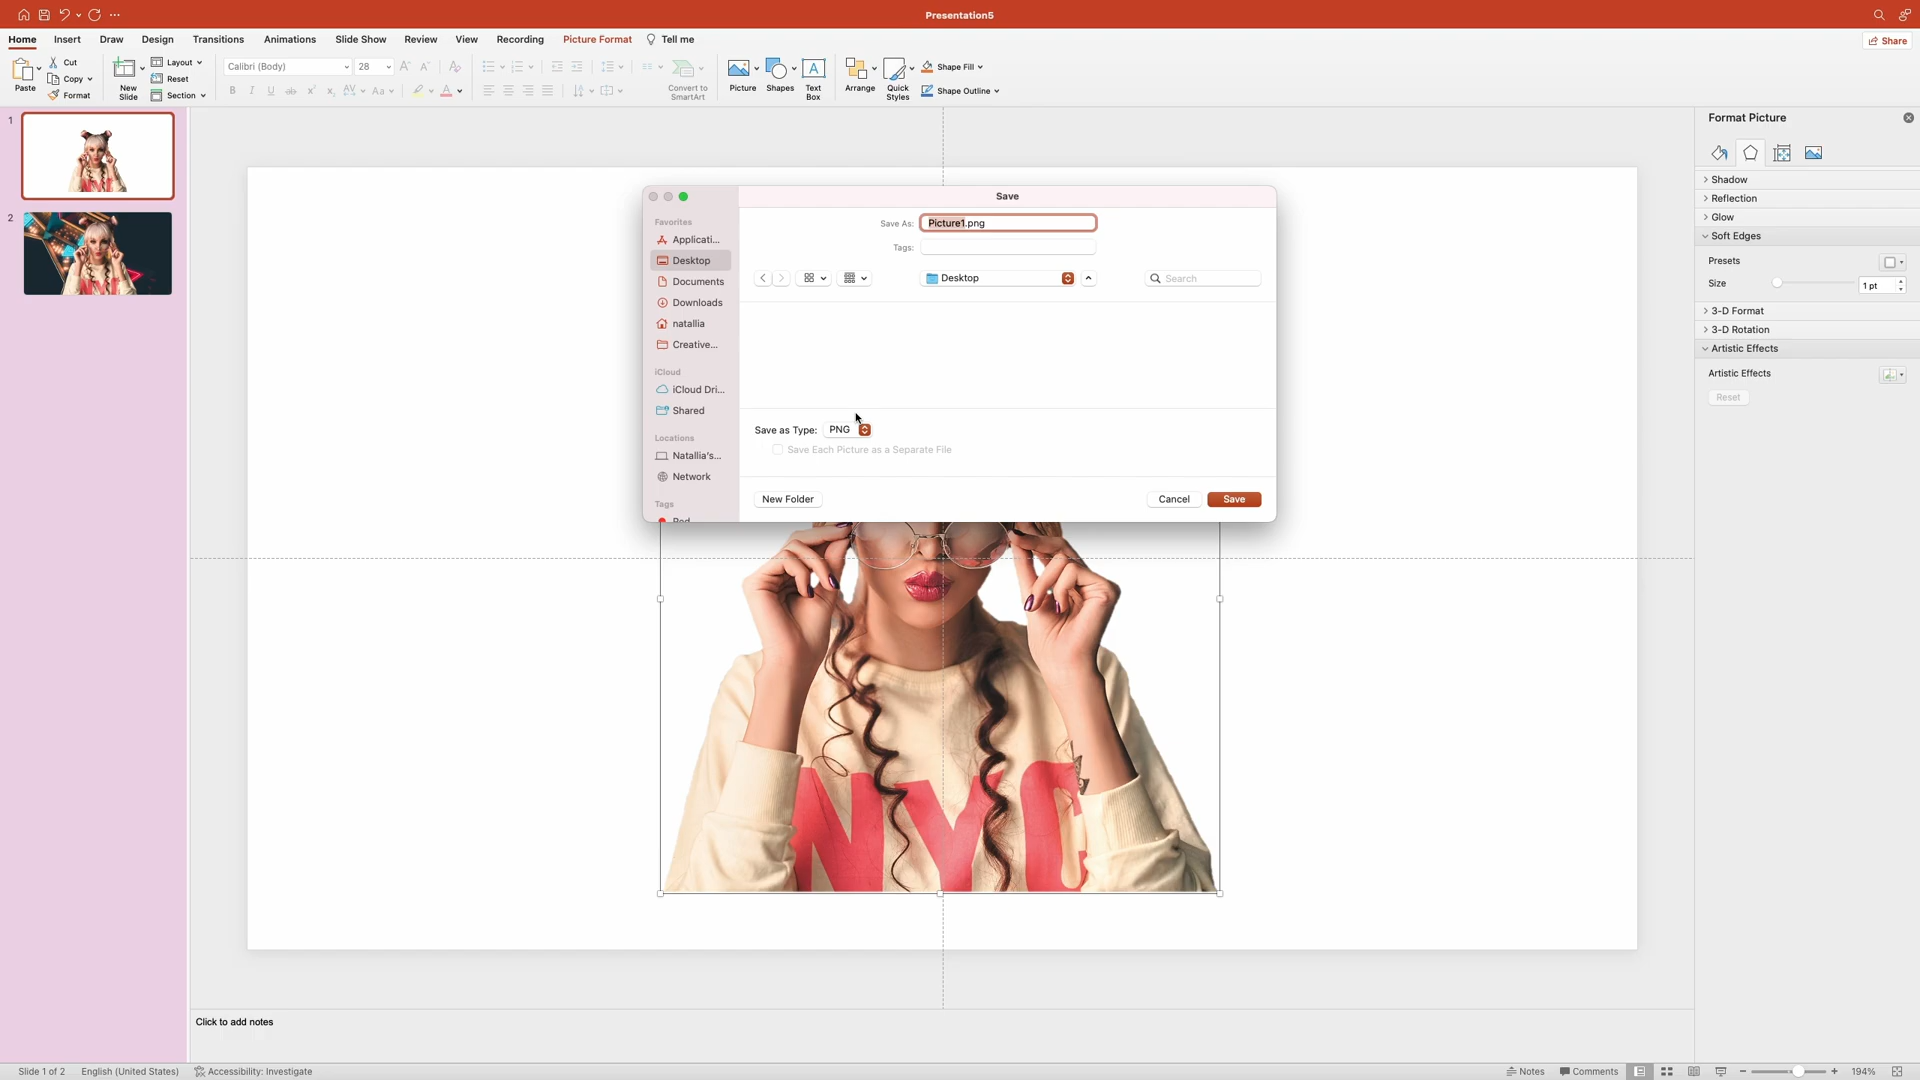 Presentation5
Home Insert Draw Design Transitions Animations Slide Show Review View Recording Picture Format Tell me
Share
Paste
Cut
Copy
Format
New Slide
Layout
Reset
Section
Calibri (Body) 28
Convert to SmartArt
Picture
Shapes
Text Box
Arrange
Quick Styles
Shape Fill
Shape Outline
1
2
Save
Favorites
Applicati...
Desktop
Documents
Downloads
natallia
Creative...
iCloud
iCloud Dri...
Shared
Locations
Natallia's...
Network
Tags
Red
Save As: Picture1.png
Tags:
Desktop
Search
Save as Type: PNG
Save Each Picture as a Separate File
New Folder
Cancel
Save
NYC
Format Picture
Shadow
Reflection
Glow
Soft Edges
Presets
Size 1 pt
3-D Format
3-D Rotation
Artistic Effects
Artistic Effects
Reset
Click to add notes
Slide 1 of 2 English (United States) Accessibility: Investigate
Notes Comments 194%